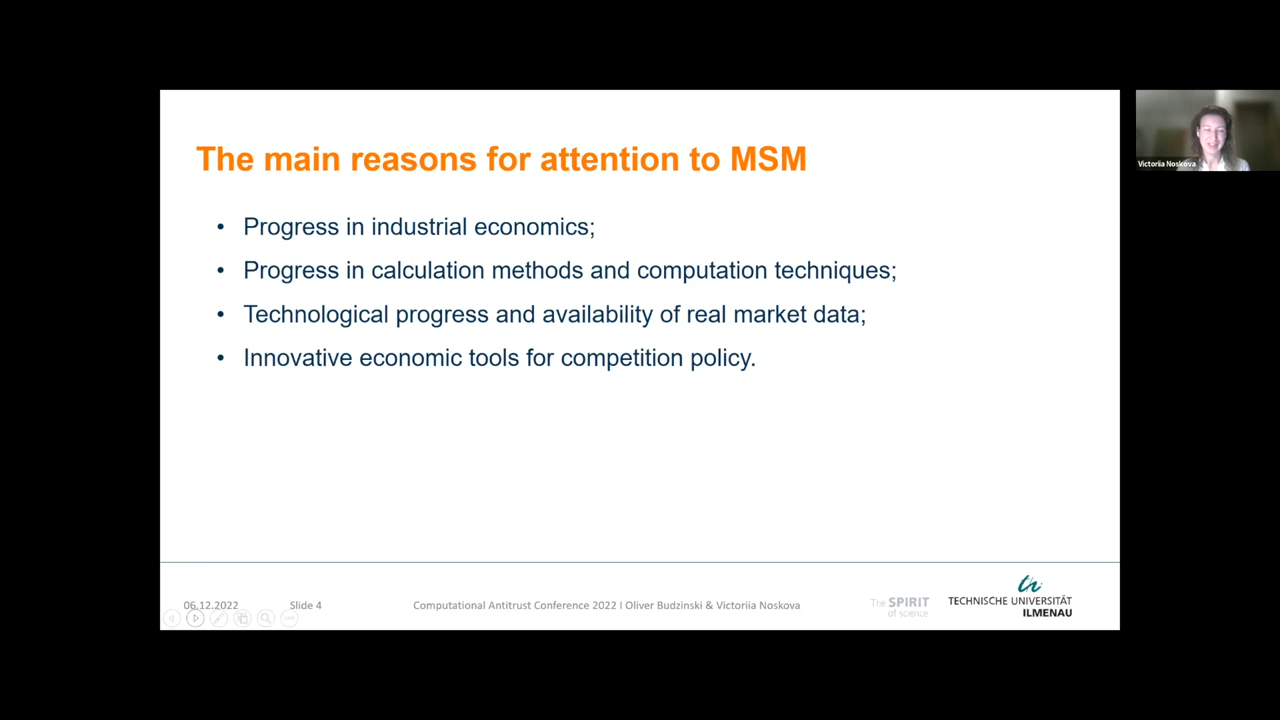 The main reasons for attention to MSM
• Progress in industrial economics;
• Progress in calculation methods and computation techniques;
• Technological progress and availability of real market data;
• Innovative economic tools for competition policy.
06.12.2022 Slide 4 Computational Antitrust Conference 2022 I Oliver Budzinski & Victoriia Noskova
The SPIRIT
of science
th
TECHNISCHE UNIVERSITÄT
ILMENAU
Victoriia Noskova